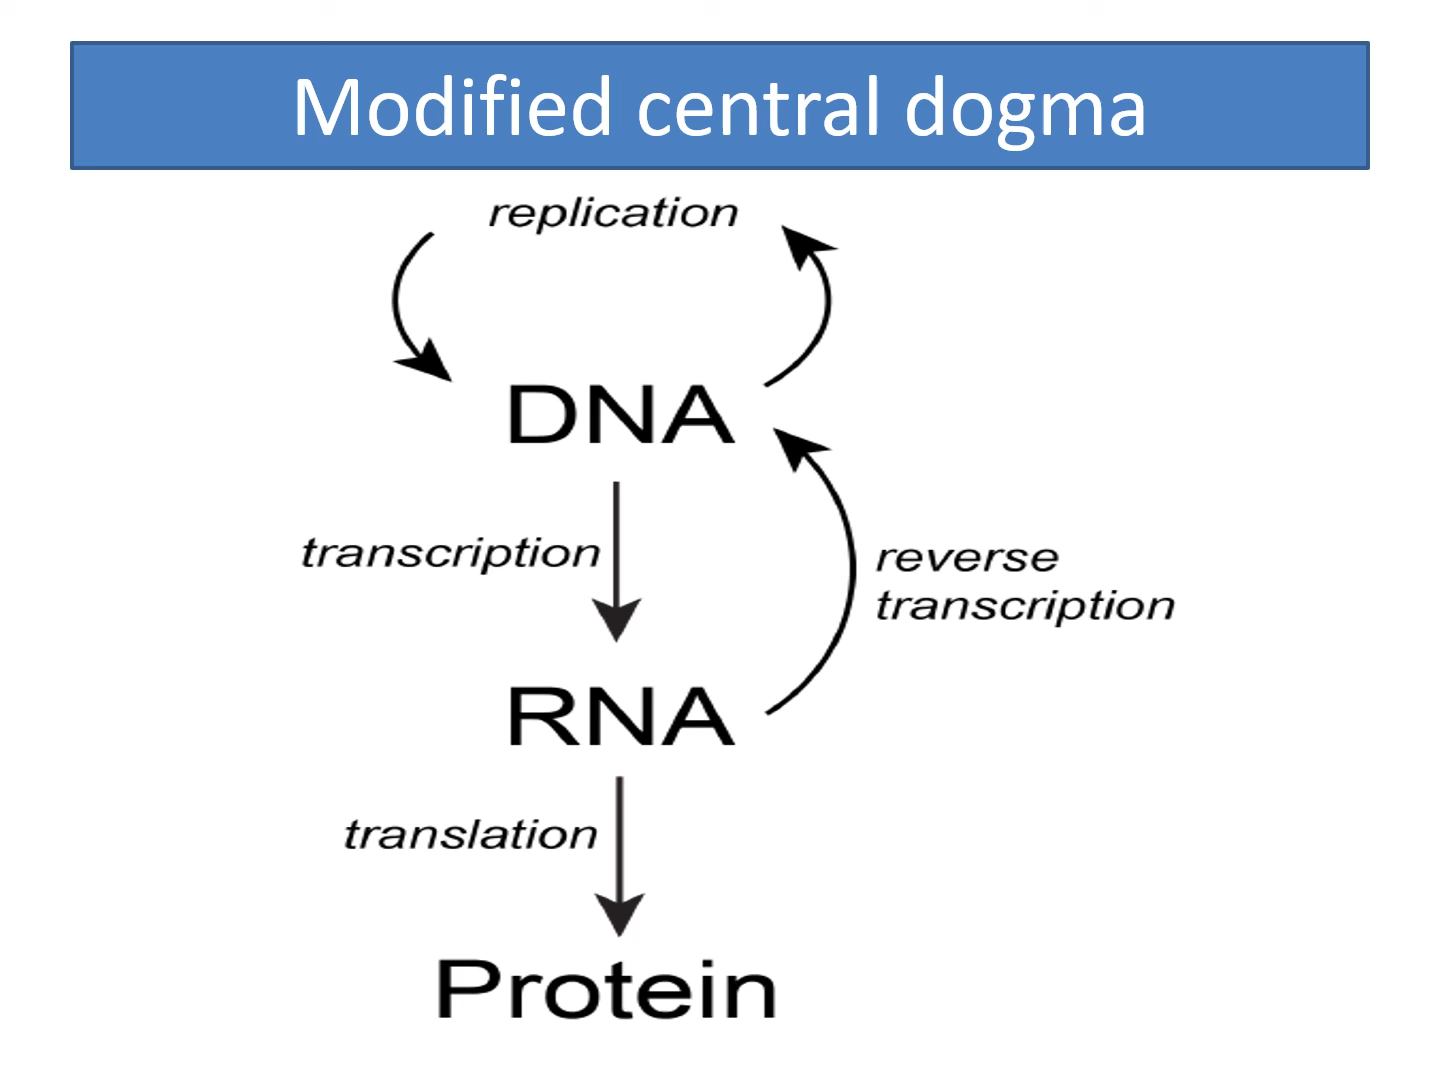 Modified central dogma
replication
DNA
transcription
reverse
transcription
RNA
translation
Protein